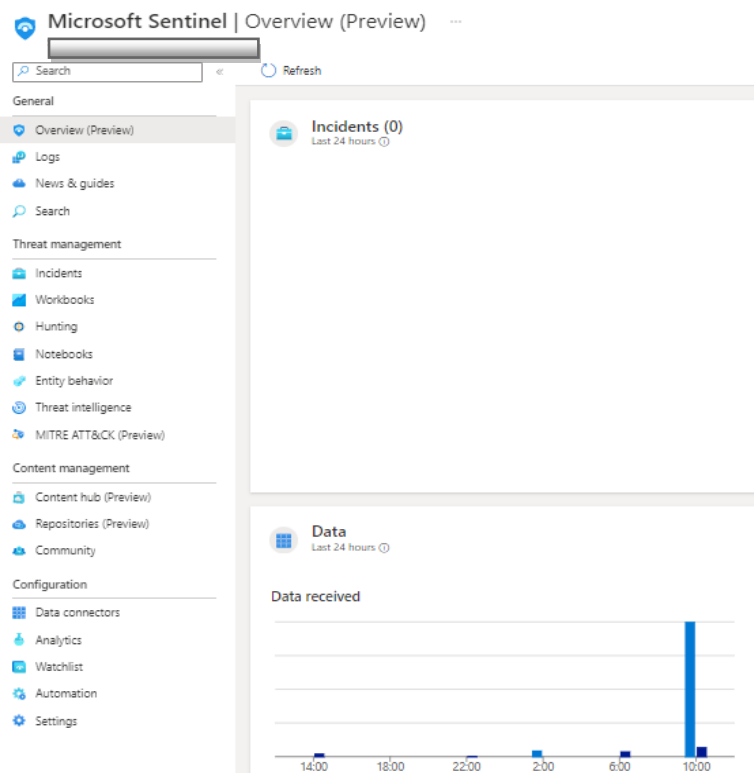 Microsoft Sentinel | Overview (Preview) ...
Search «
Refresh
General
Overview (Preview)
Logs
News & guides
Search
Threat management
Incidents
Workbooks
Hunting
Notebooks
Entity behavior
Threat intelligence
MITRE ATT&CK (Preview)
Content management
Content hub (Preview)
Repositories (Preview)
Community
Configuration
Data connectors
Analytics
Watchlist
Automation
Settings
Incidents (0)
Last 24 hours
Data
Last 24 hours
Data received
14:00 18:00 22:00 2:00 6:00 10:00